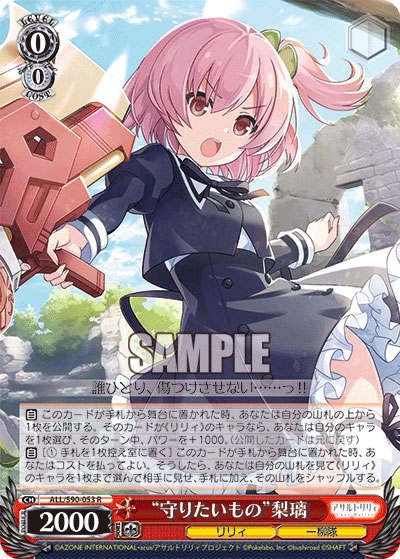 LEVEL
0
0
COST
SAMPLE
誰ひとり、傷つけさせない……っ!!
【自】このカードが手札から舞台に置かれた時、あなたは自分の山札の上から
1枚を公開する。そのカードが《リリィ》のキャラなら、あなたは自分のキャラ
を1枚選び、そのターン中、パワーを+1000。(公開したカードは元に戻す)
【自】[手札を1枚控え室に置く] このカードがアタックした時、あなたは
コストを払ってよい。そうしたら、あなたは自分の山札を見て《リリィ》の
キャラを1枚まで選んで相手に見せ、手札に加え、その山札をシャッフルする。
CH
ALL/S90-053 R
2000
“守りたいもの”梨璃
リリィ
一柳隊
アサルトリリィ
©AZONE INTERNATIONAL・acus/アサルトリリィプロジェクト ©Pokelabo, Inc. ©bushiroad ©SHAFT